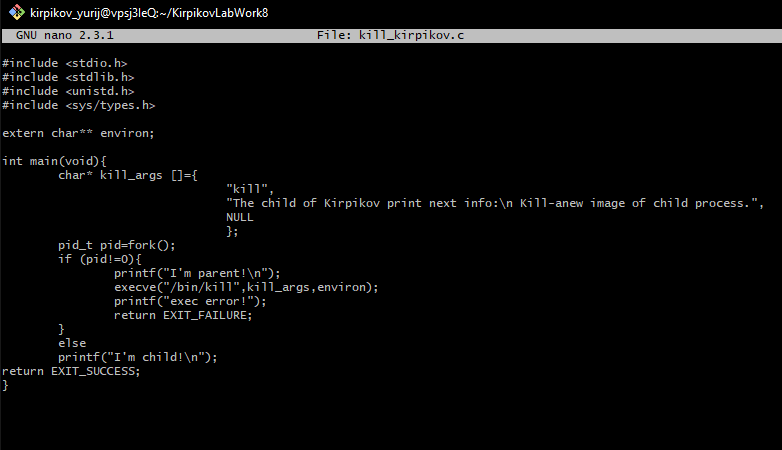 kirpikov_yurij@vpsj3leQ:~/KirpikovLabWork8
GNU nano 2.3.1 File: kill_kirpikov.c
#include <stdio.h>
#include <stdlib.h>
#include <unistd.h>
#include <sys/types.h>
extern char** environ;
int main(void){
char* kill_args []={
"kill",
"The child of Kirpikov print next info:\n Kill-anew image of child process.",
NULL
};
pid_t pid=fork();
if (pid!=0){
printf("I'm parent!\n");
execve("/bin/kill",kill_args,environ);
printf("exec error!");
return EXIT_FAILURE;
}
else
printf("I'm child!\n");
return EXIT_SUCCESS;
}